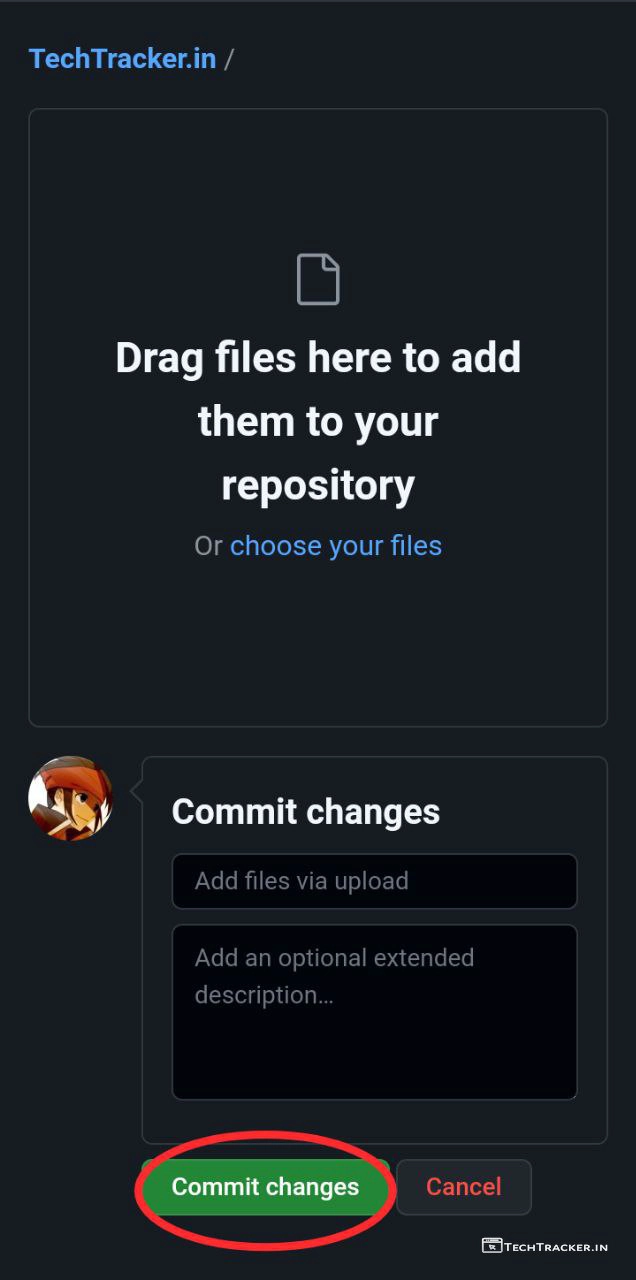 TechTracker.in /
Drag files here to add
them to your
repository
Or choose your files
Commit changes
Add files via upload
Add an optional extended
description…
Commit changes
Cancel
TECHTRACKER.IN